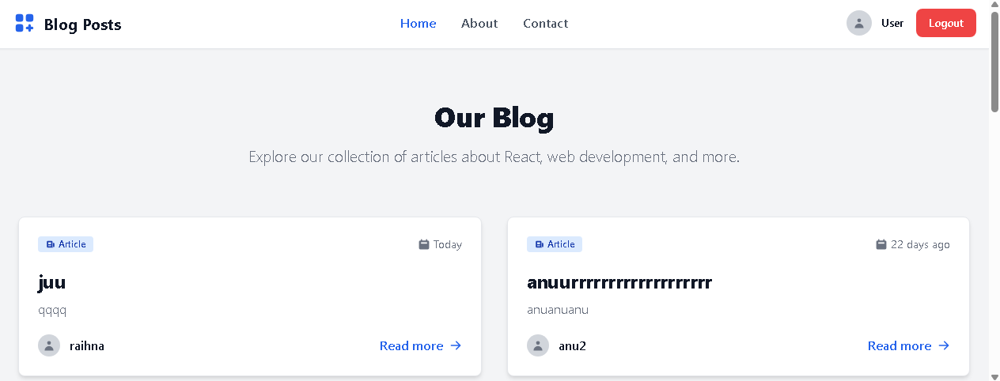 Blog Posts
Home About Contact
User
Logout
Our Blog
Explore our collection of articles about React, web development, and more.
Article
Today
juu
qqqq
raihna
Read more
Article
22 days ago
anuurrrrrrrrrrrrrrrrrrr
anuanuanu
anu2
Read more